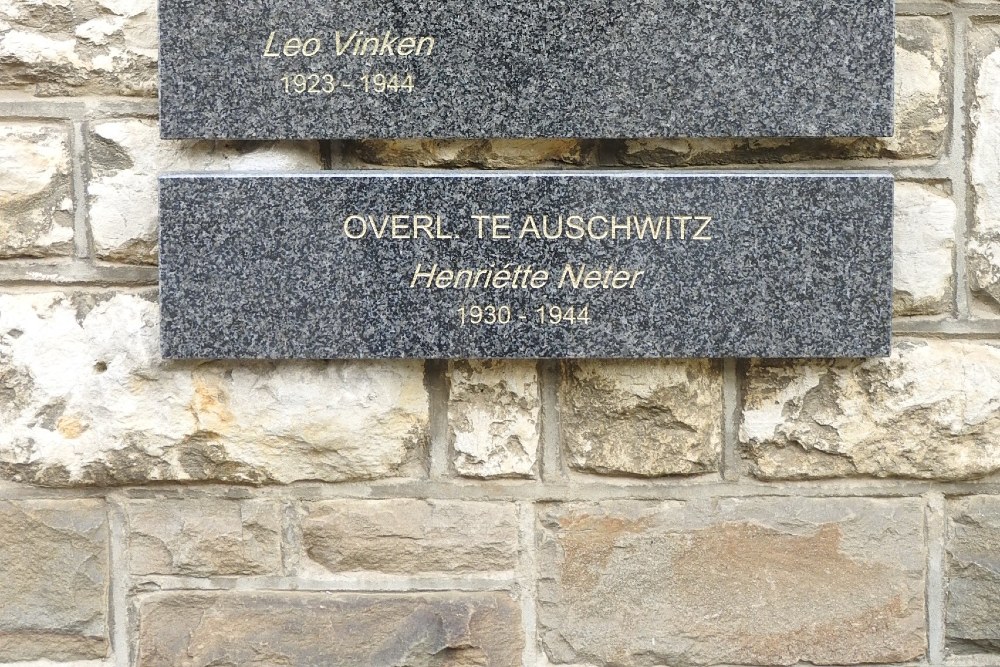 Leo Vinken
1923 - 1944
OVERL. TE AUSCHWITZ
Henriétte Neter
1930 - 1944